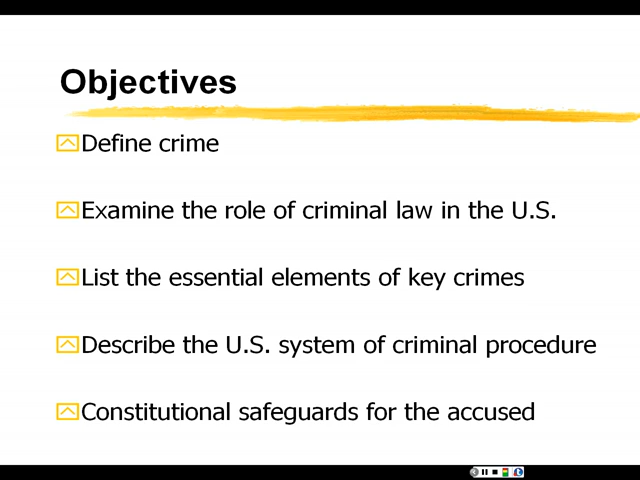 Objectives
Define crime
Examine the role of criminal law in the U.S.
List the essential elements of key crimes
Describe the U.S. system of criminal procedure
Constitutional safeguards for the accused